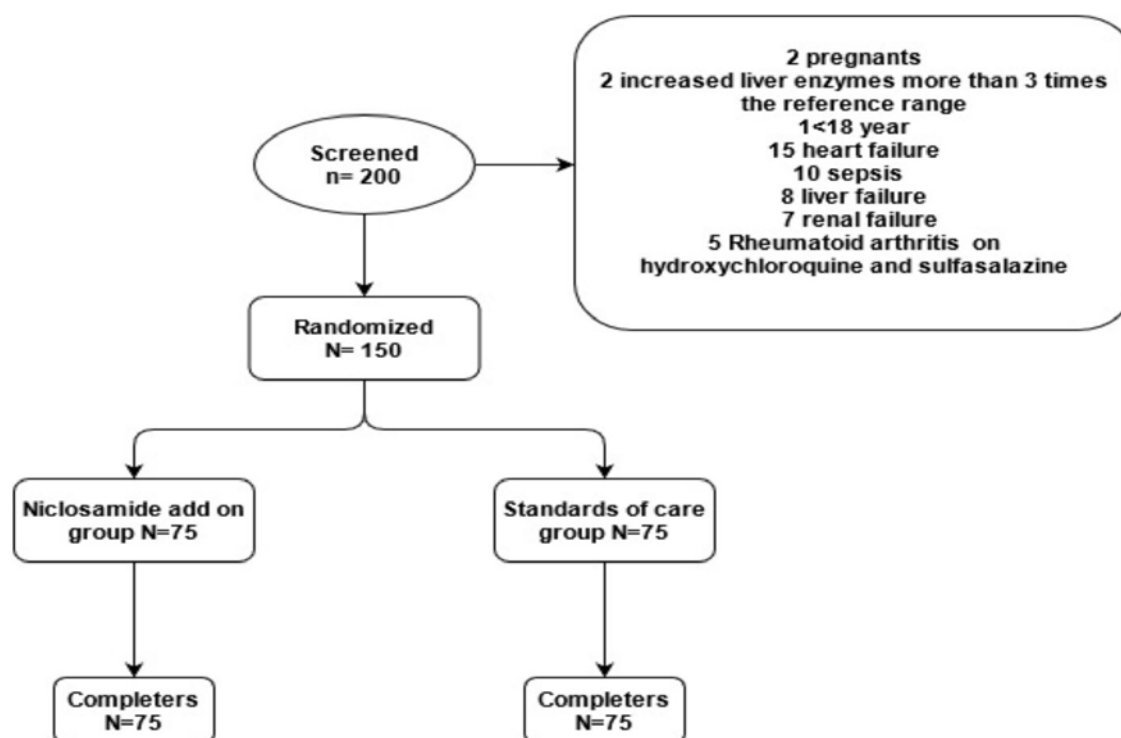 2 pregnants
2 increased liver enzymes more than 3 times
the reference range
1<18 year
15 heart failure
10 sepsis
8 liver failure
7 renal failure
5 Rheumatoid arthritis on
hydroxychloroquine and sulfasalazine
Screened
n= 200
Randomized
N= 150
Niclosamide add on
group N=75
Standards of care
group N=75
Completers
N=75
Completers
N=75